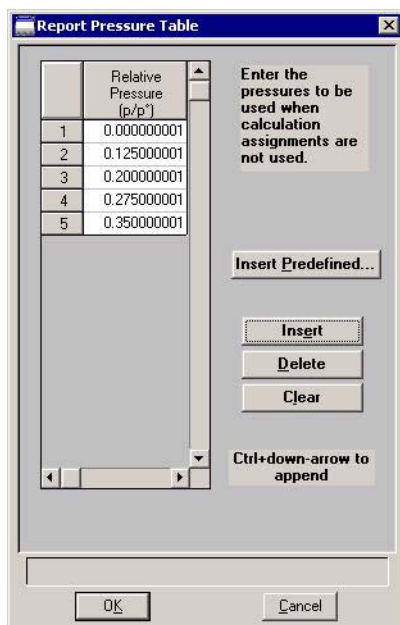 Report Pressure Table
Relative
Pressure
(p/p°)
1 0.000000001
2 0.125000001
3 0.200000001
4 0.275000001
5 0.350000001
Enter the
pressures to be
used when
calculation
assignments are
not used.
Insert Predefined...
Insert
Delete
Clear
Ctrl+down-arrow to
append
OK
Cancel